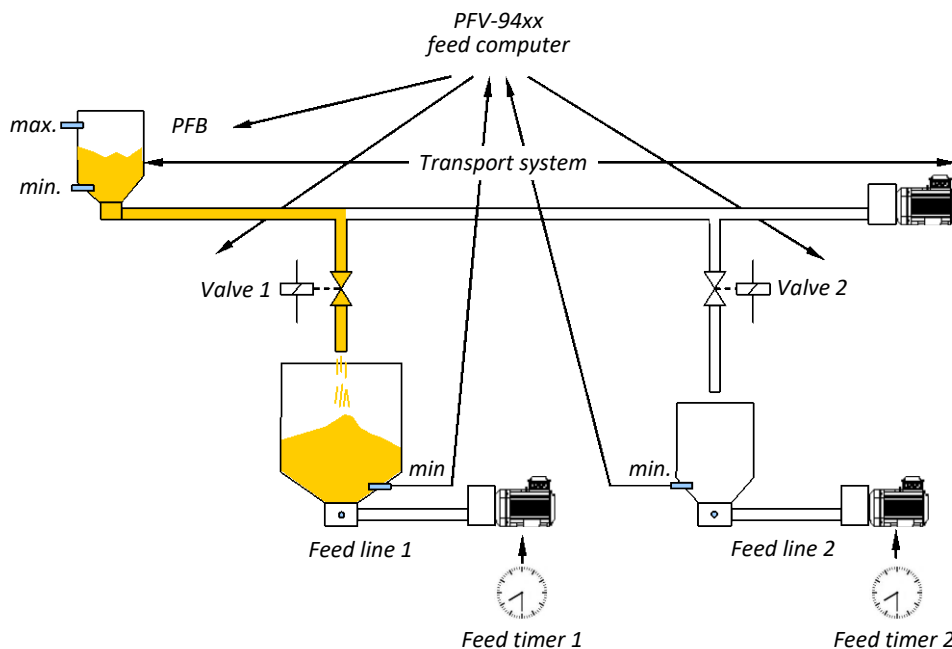 PFV-94xx
feed computer
max.
PFB
Transport system
min.
Valve 1
Valve 2
min
min.
Feed line 1
Feed line 2
Feed timer 1
Feed timer 2